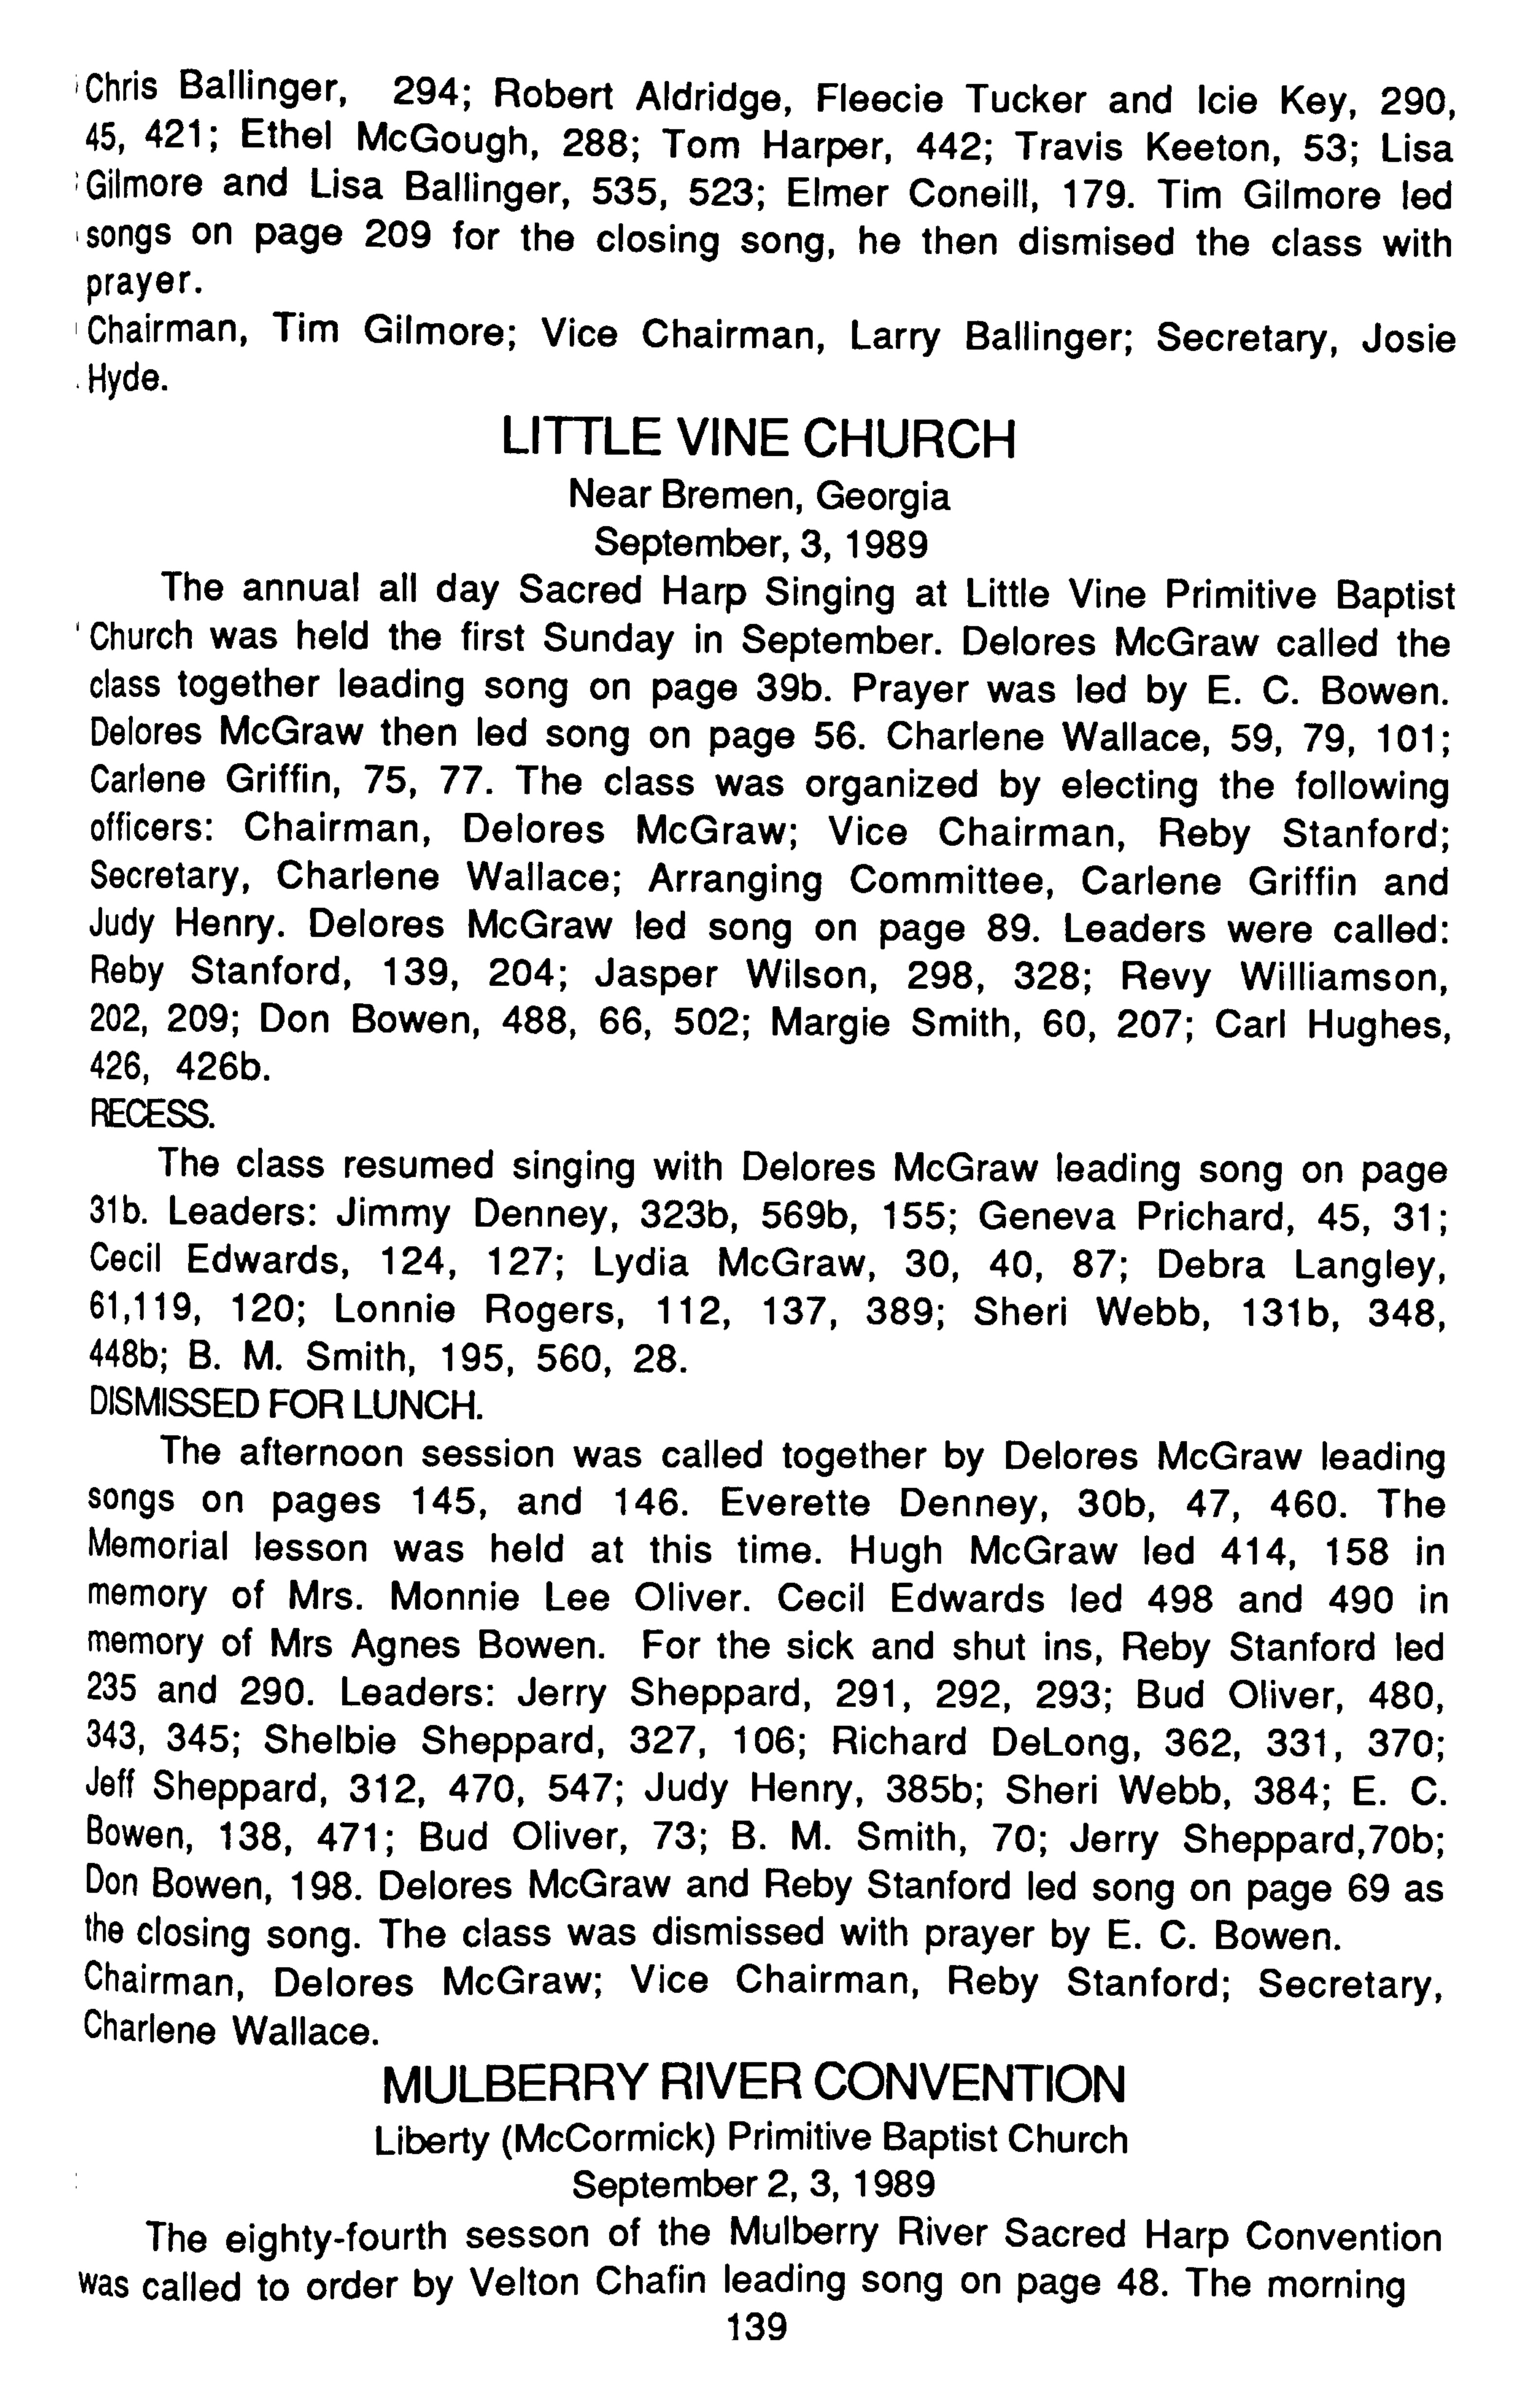 Chris Ballinger, 294; Robert Aldridge, Fleecie Tucker and Icie Key, 290,
45, 421; Ethel McGough, 288; Tom Harper, 442; Travis Keeton, 53; Lisa
Gilmore and Lisa Ballinger, 535, 523; Elmer Coneill, 179. Tim Gilmore led
songs on page 209 for the closing song, he then dismised the class with
prayer.
Chairman, Tim Gilmore; Vice Chairman, Larry Ballinger; Secretary, Josie
Hyde.
LITTLE VINE CHURCH
Near Bremen, Georgia
September, 3, 1989
The annual all day Sacred Harp Singing at Little Vine Primitive Baptist
Church was held the first Sunday in September. Delores McGraw called the
class together leading song on page 39b. Prayer was led by E. C. Bowen.
Delores McGraw then led song on page 56. Charlene Wallace, 59, 79, 101;
Carlene Griffin, 75, 77. The class was organized by electing the following
officers: Chairman, Delores McGraw; Vice Chairman, Reby Stanford;
Secretary, Charlene Wallace; Arranging Committee, Carlene Griffin and
Judy Henry. Delores McGraw led song on page 89. Leaders were called:
Reby Stanford, 139, 204; Jasper Wilson, 298, 328; Revy Williamson,
202, 209; Don Bowen, 488, 66, 502; Margie Smith, 60, 207; Carl Hughes,
426, 426b.
RECESS.
The class resumed singing with Delores McGraw leading song on page
31b. Leaders: Jimmy Denney, 323b, 569b, 155; Geneva Prichard, 45, 31;
Cecil Edwards, 124, 127; Lydia McGraw, 30, 40, 87; Debra Langley,
61,119, 120; Lonnie Rogers, 112, 137, 389; Sheri Webb, 131b, 348,
448b; B. M. Smith, 195, 560, 28.
DISMISSED FOR LUNCH.
The afternoon session was called together by Delores McGraw leading
songs on pages 145, and 146. Everette Denney, 30b, 47, 460. The
Memorial lesson was held at this time. Hugh McGraw led 414, 158 in
memory of Mrs. Monnie Lee Oliver. Cecil Edwards led 498 and 490 in
memory of Mrs Agnes Bowen. For the sick and shut ins, Reby Stanford led
235 and 290. Leaders: Jerry Sheppard, 291, 292, 293; Bud Oliver, 480,
343, 345; Shelbie Sheppard, 327, 106; Richard DeLong, 362, 331, 370;
Jeff Sheppard, 312, 470, 547; Judy Henry, 385b; Sheri Webb, 384; E. C.
Bowen, 138, 471; Bud Oliver, 73; B. M. Smith, 70; Jerry Sheppard,70b;
Don Bowen, 198. Delores McGraw and Reby Stanford led song on page 69 as
the closing song. The class was dismissed with prayer by E. C. Bowen.
Chairman, Delores McGraw; Vice Chairman, Reby Stanford; Secretary,
Charlene Wallace.
MULBERRY RIVER CONVENTION
Liberty (McCormick) Primitive Baptist Church
September 2, 3, 1989
The eighty-fourth sesson of the Mulberry River Sacred Harp Convention
was called to order by Velton Chafin leading song on page 48. The morning
139